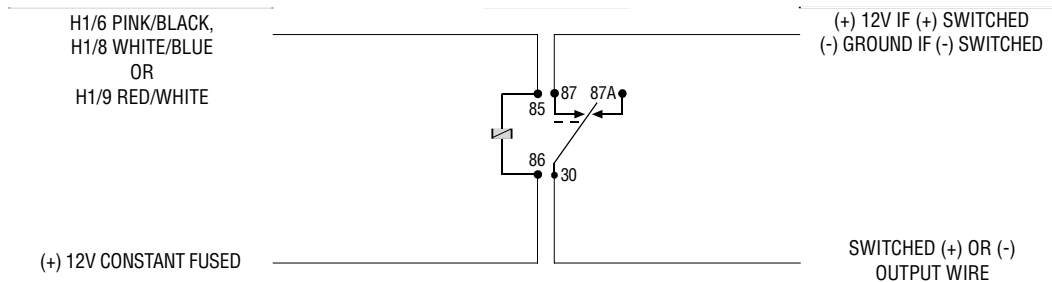 H1/6 PINK/BLACK,
H1/8 WHITE/BLUE
OR
H1/9 RED/WHITE
(+) 12V IF (+) SWITCHED
(-) GROUND IF (-) SWITCHED
87 87A
85
86
30
(+) 12V CONSTANT FUSED
SWITCHED (+) OR (-)
OUTPUT WIRE